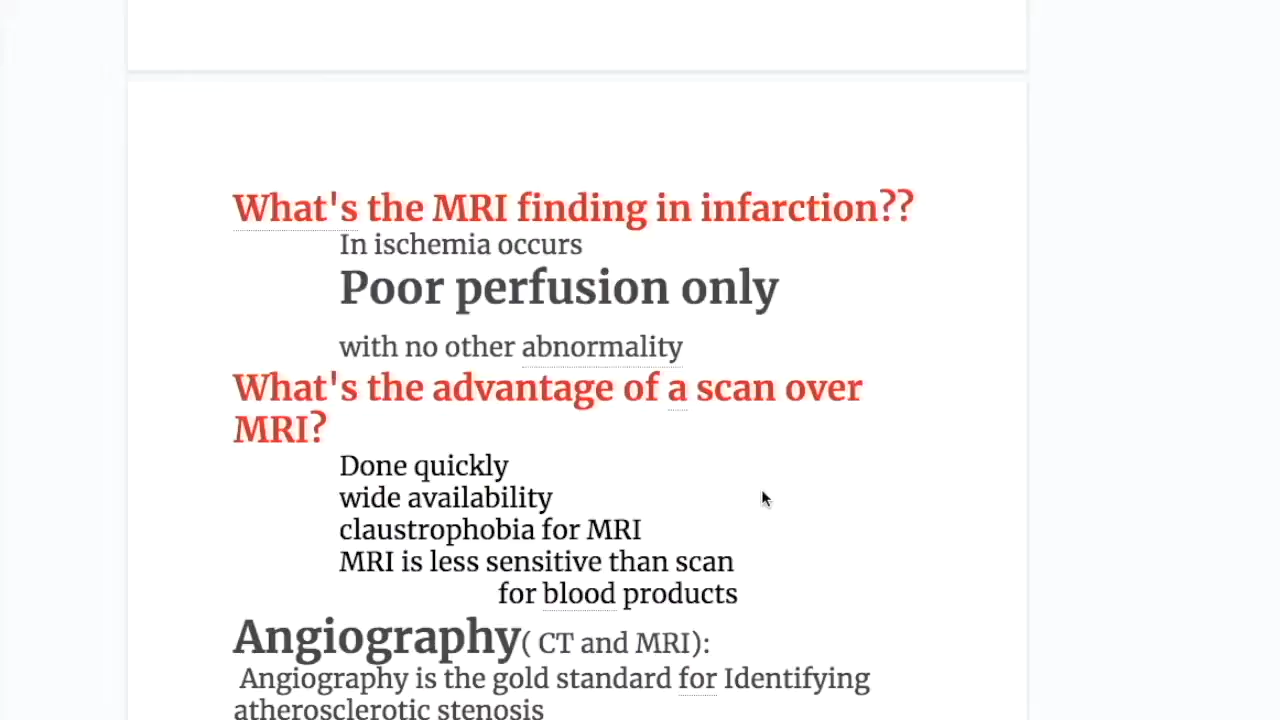 What's the MRI finding in infarction??
In ischemia occurs
Poor perfusion only
with no other abnormality
What's the advantage of a scan over
MRI?
Done quickly
wide availability
claustrophobia for MRI
MRI is less sensitive than scan
for blood products
Angiography( CT and MRI):
Angiography is the gold standard for Identifying
atherosclerotic stenosis